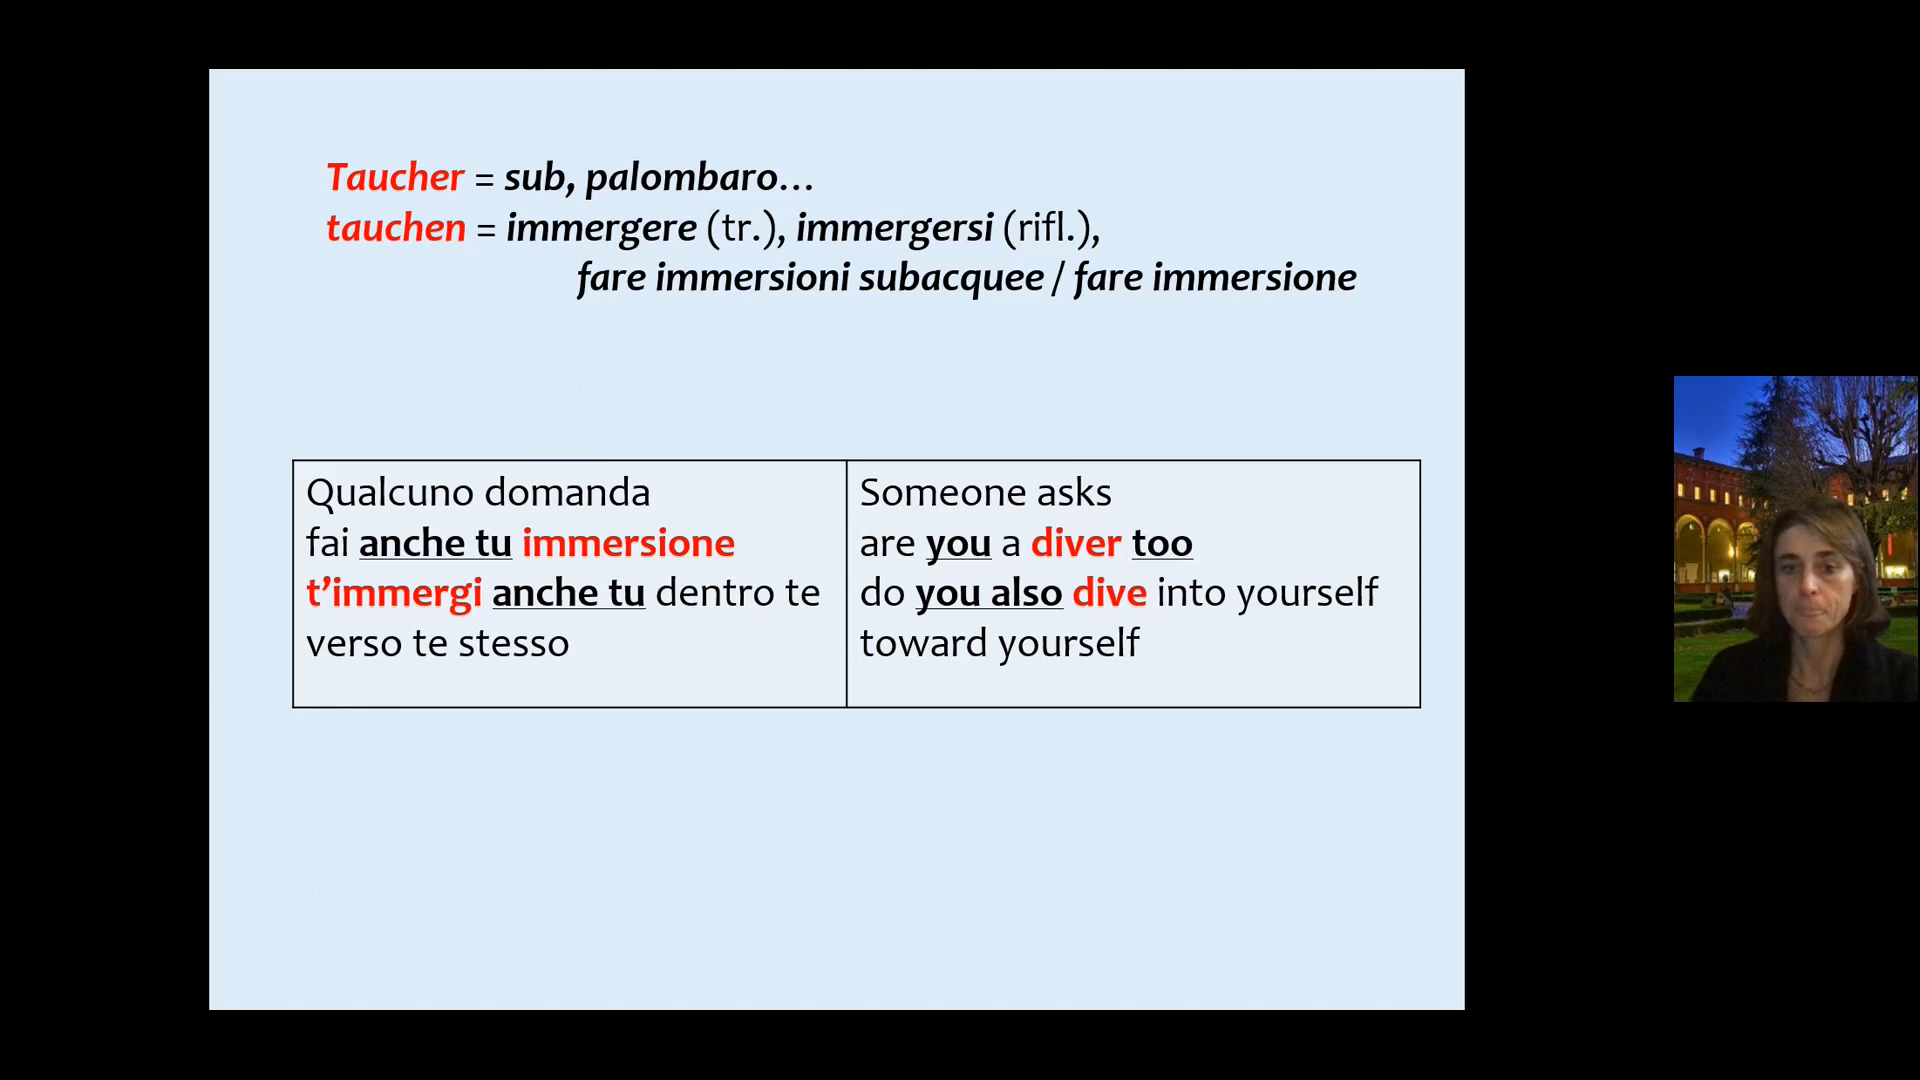 Taucher = sub, palombaro…
tauchen = immergere (tr.), immergersi (rifl.),
fare immersioni subacquee / fare immersione
Qualcuno domanda
fai anche tu immersione
t’immergi anche tu dentro te
verso te stesso
Someone asks
are you a diver too
do you also dive into yourself
toward yourself